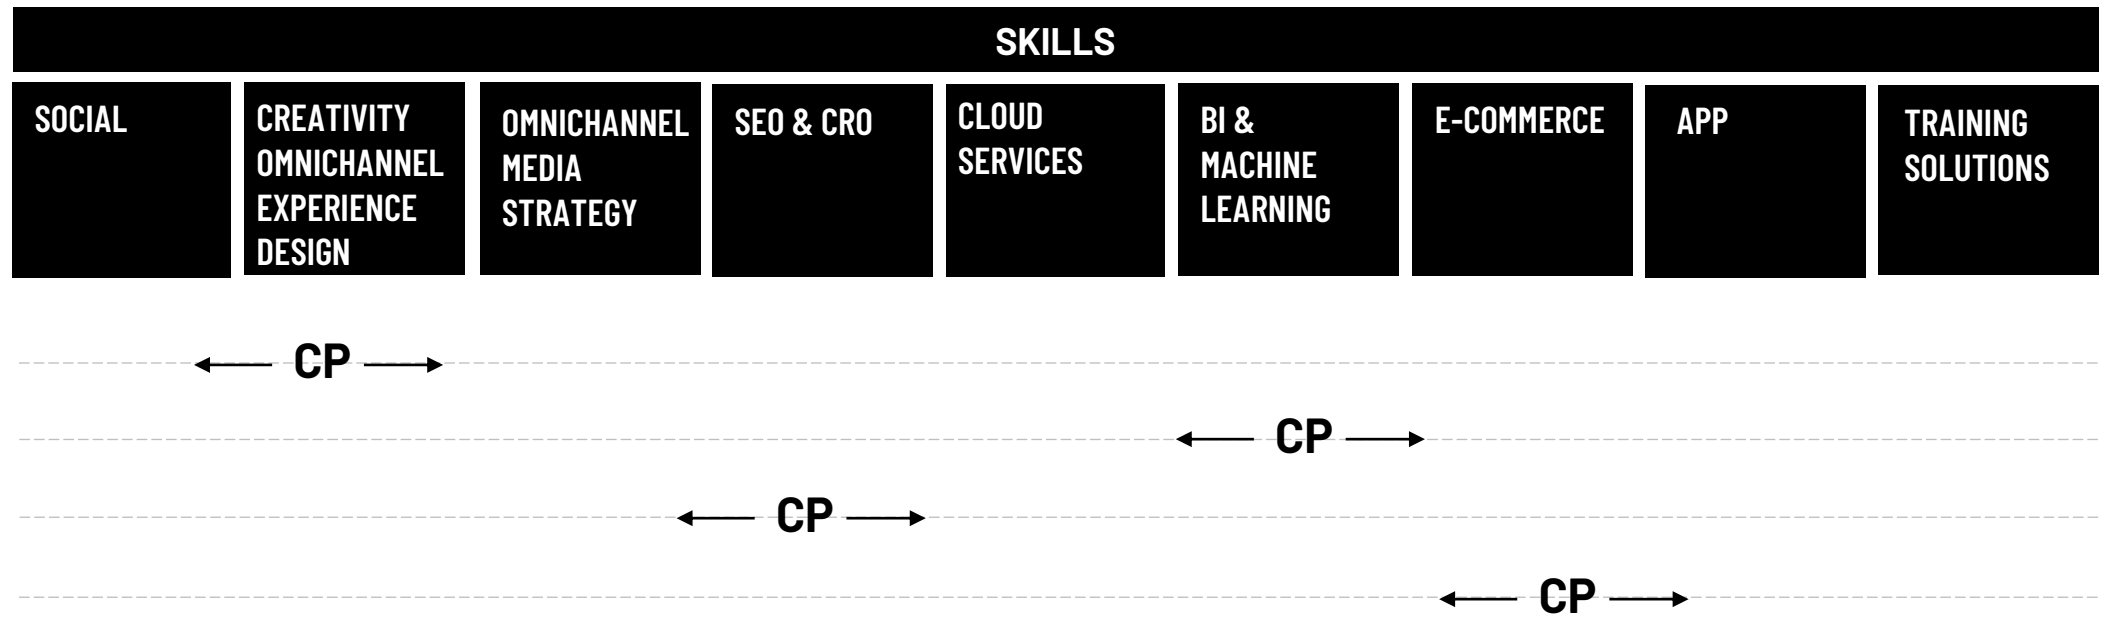 SKILLS
SOCIAL
CREATIVITY
OMNICHANNEL
EXPERIENCE
DESIGN
OMNICHANNEL
MEDIA
STRATEGY
SEO & CRO
CLOUD
SERVICES
BI &
MACHINE
LEARNING
E-COMMERCE
APP
TRAINING
SOLUTIONS
CP
CP
CP
CP